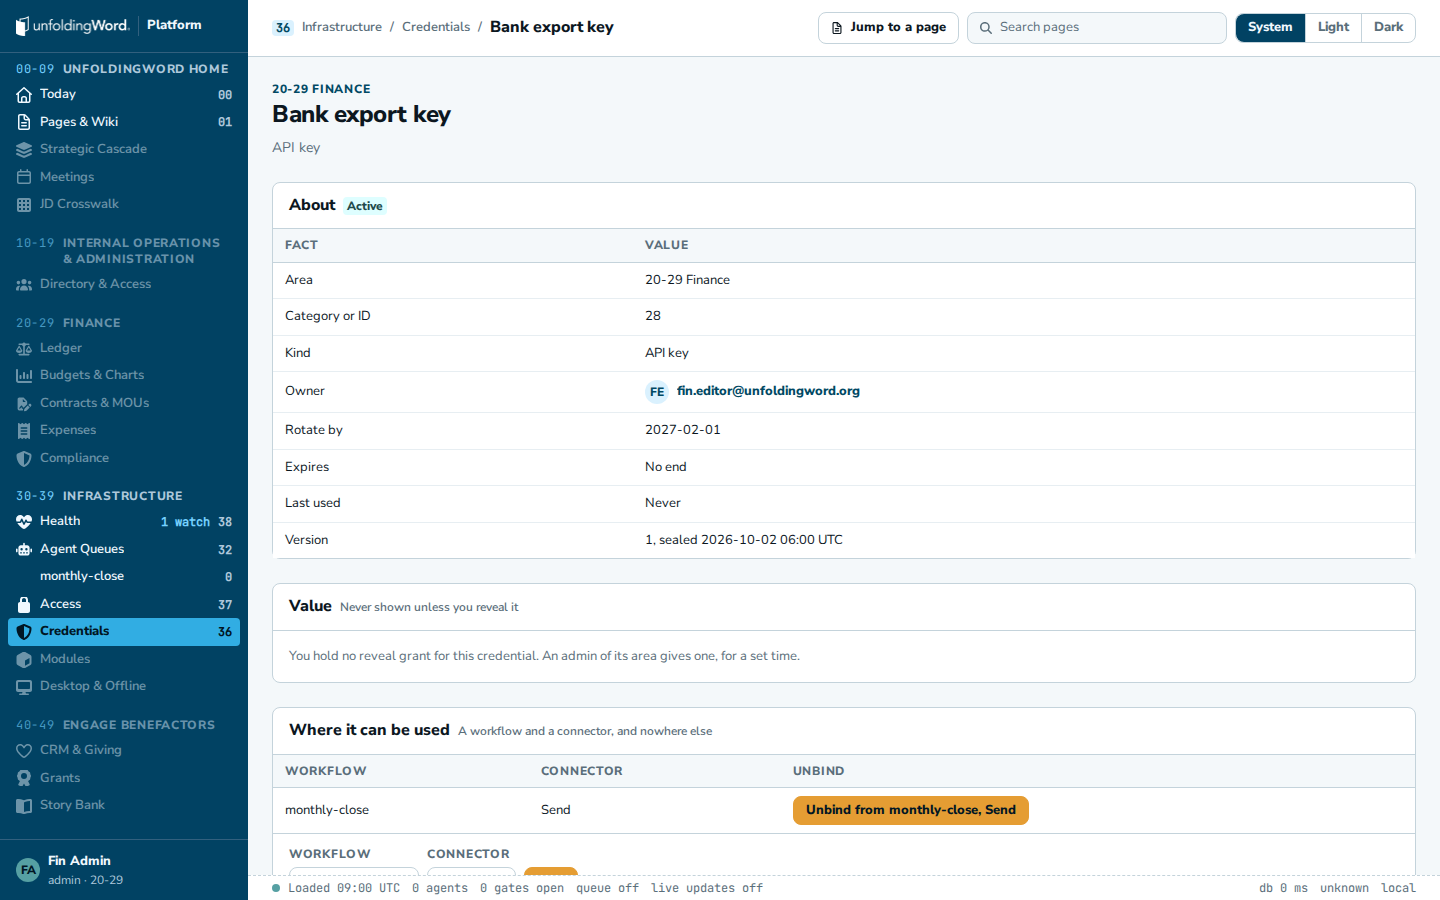 unfoldingWord. Platform
00-09 UNFOLDINGWORD HOME
Today 00
Pages & Wiki 01
Strategic Cascade
Meetings
JD Crosswalk
10-19 INTERNAL OPERATIONS
& ADMINISTRATION
Directory & Access
20-29 FINANCE
Ledger
Budgets & Charts
Contracts & MOUs
Expenses
Compliance
30-39 INFRASTRUCTURE
Health 1 watch 38
Agent Queues 32
monthly-close 0
Access 37
Credentials 36
Modules
Desktop & Offline
40-49 ENGAGE BENEFACTORS
CRM & Giving
Grants
Story Bank
FA Fin Admin
admin · 20-29
36 Infrastructure / Credentials / Bank export key
Jump to a page
Search pages
System Light Dark
20-29 FINANCE
Bank export key
API key
About Active
FACT VALUE
Area 20-29 Finance
Category or ID 28
Kind API key
Owner FE fin.editor@unfoldingword.org
Rotate by 2027-02-01
Expires No end
Last used Never
Version 1, sealed 2026-10-02 06:00 UTC
Value Never shown unless you reveal it
You hold no reveal grant for this credential. An admin of its area gives one, for a set time.
Where it can be used A workflow and a connector, and nowhere else
WORKFLOW CONNECTOR UNBIND
monthly-close Send Unbind from monthly-close, Send
WORKFLOW CONNECTOR
Loaded 09:00 UTC 0 agents 0 gates open queue off live updates off db 0 ms unknown local